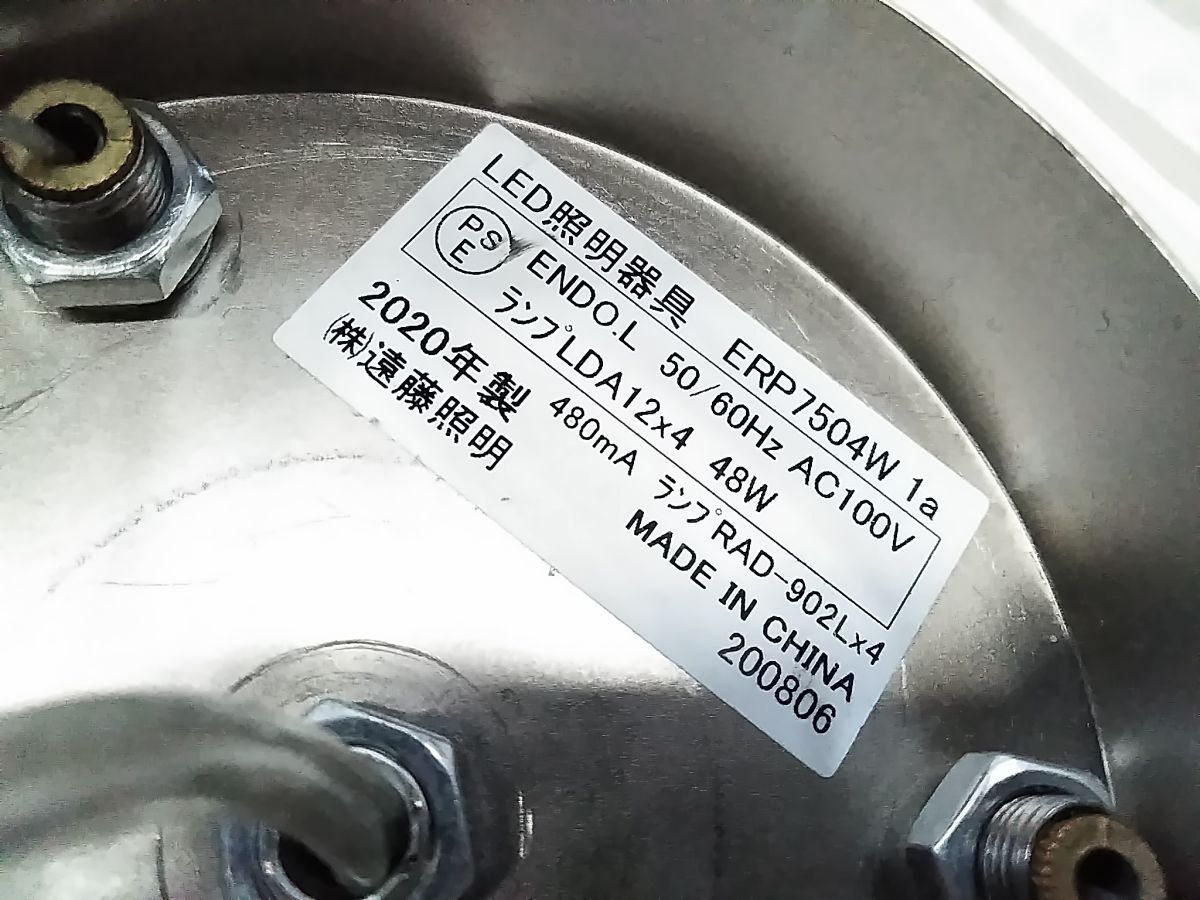 LED照明器具 ERP7504W 1a
PSE ENDO.L 50/60Hz AC100V
ランプLDA12x4 48W
2020年製 480mA ランプRAD-902Lx4
(株)遠藤照明 MADE IN CHINA
200806